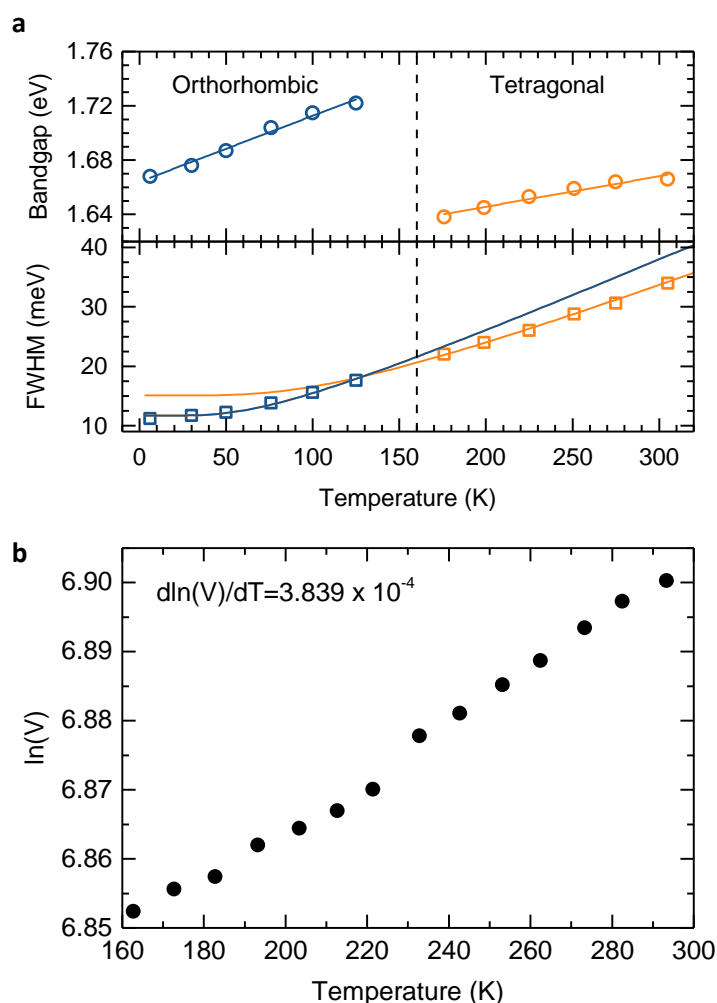 a
1.76
1.72
1.68
1.64
Bandgap (eV)
Orthorhombic
Tetragonal
40
30
20
10
FWHM (meV)
0 50 100 150 200 250 300
Temperature (K)
b
6.90
6.89
6.88
6.87
6.86
6.85
ln(V)
dln(V)/dT=3.839 x 10⁻⁴
160 180 200 220 240 260 280 300
Temperature (K)